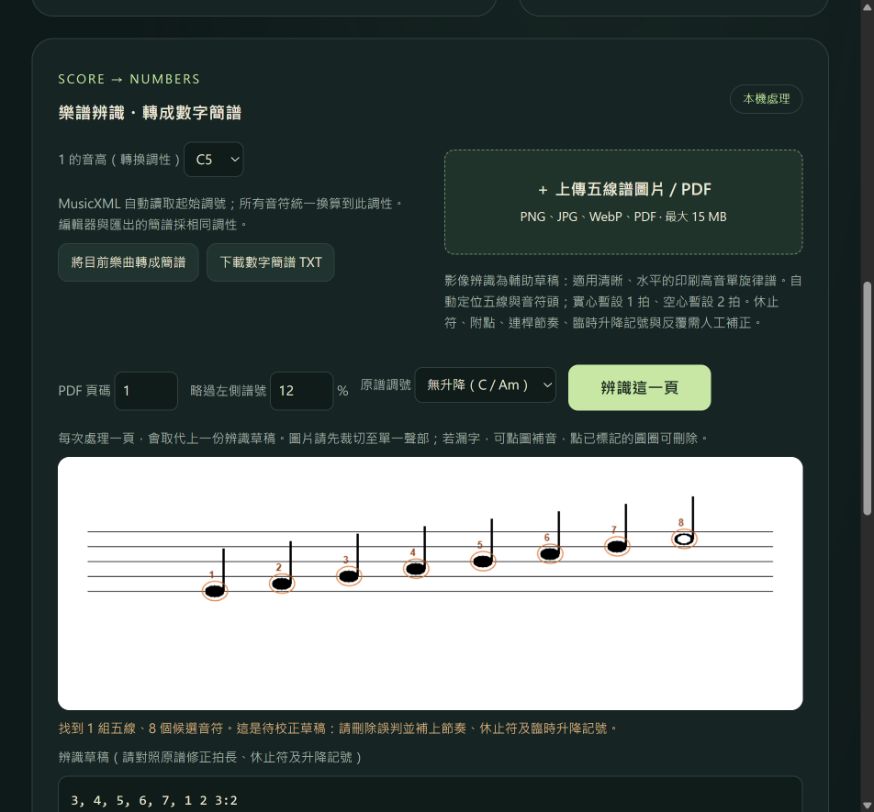 SCORE → NUMBERS
樂譜辨識・轉成數字簡譜
本機處理
1 的音高（轉換調性） C5
MusicXML 自動讀取起始調號；所有音符統一換算到此調性。
編輯器與匯出的簡譜採相同調性。
將目前樂曲轉成簡譜 下載數字簡譜 TXT
+ 上傳五線譜圖片 / PDF
PNG、JPG、WebP、PDF · 最大 15 MB
影像辨識為輔助草稿：適用清晰、水平的印刷高音單旋律譜。自
動定位五線與音符頭；實心暫設 1 拍、空心暫設 2 拍。休止
符、附點、連桿節奏、臨時升降記號與反覆需人工補正。
PDF 頁碼 1 略過左側譜號 12 % 原譜調號 無升降（C / Am） 辨識這一頁
每次處理一頁，會取代上一份辨識草稿。圖片請先裁切至單一聲部；若漏字，可點圖補音，點已標記的圓圈可刪除。
1 2 3 4 5 6 7 8
找到 1 組五線、8 個候選音符。這是待校正草稿：請刪除誤判並補上節奏、休止符及臨時升降記號。
辨識草稿（請對照原譜修正拍長、休止符及升降記號）
3, 4, 5, 6, 7, 1 2 3:2